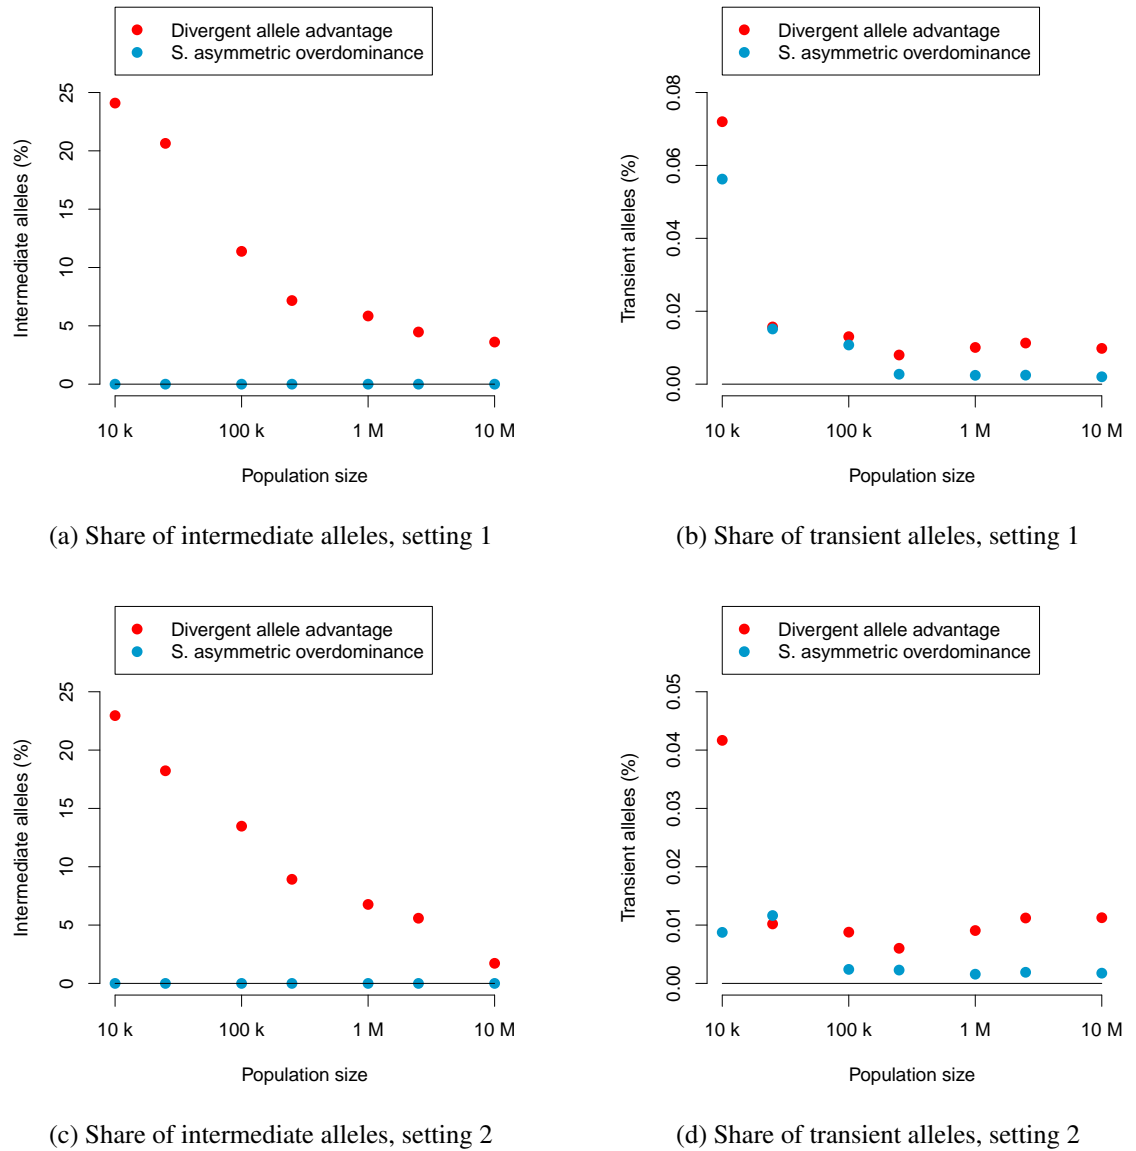 Divergent allele advantage
S. asymmetric overdominance
Intermediate alleles (%)
25
20
15
10
5
0
10 k
100 k
1 M
10 M
Population size
(a) Share of intermediate alleles, setting 1
Divergent allele advantage
S. asymmetric overdominance
Transient alleles (%)
0.08
0.06
0.04
0.02
0.00
10 k
100 k
1 M
10 M
Population size
(b) Share of transient alleles, setting 1
Divergent allele advantage
S. asymmetric overdominance
Intermediate alleles (%)
25
20
15
10
5
0
10 k
100 k
1 M
10 M
Population size
(c) Share of intermediate alleles, setting 2
Divergent allele advantage
S. asymmetric overdominance
Transient alleles (%)
0.05
0.04
0.03
0.02
0.01
0.00
10 k
100 k
1 M
10 M
Population size
(d) Share of transient alleles, setting 2